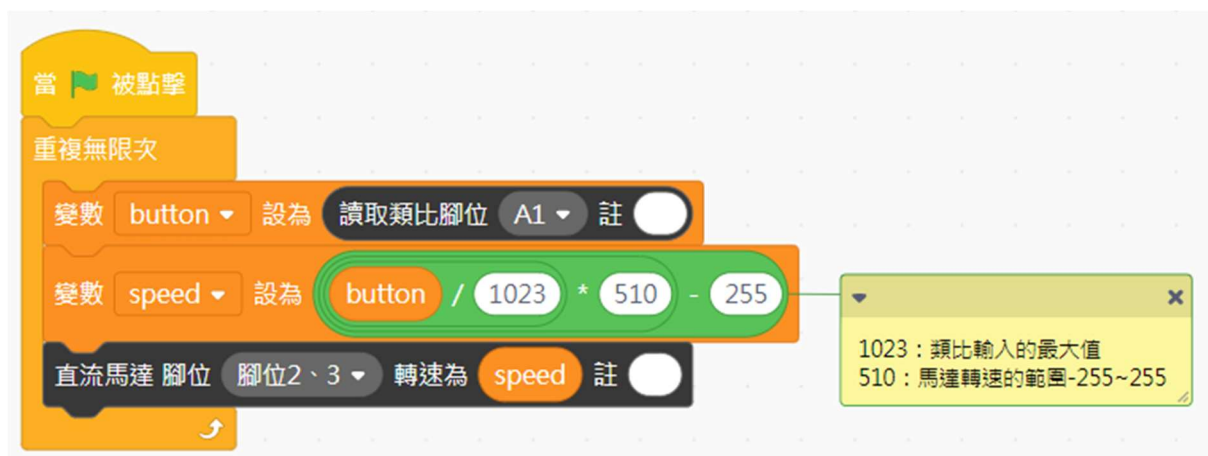 當 被點擊
重複無限次
變數 button 設為 讀取類比腳位 A1 註
變數 speed 設為 button / 1023 * 510 - 255
1023：類比輸入的最大值
510：馬達轉速的範圍-255~255
直流馬達 腳位 腳位2、3 轉速為 speed 註